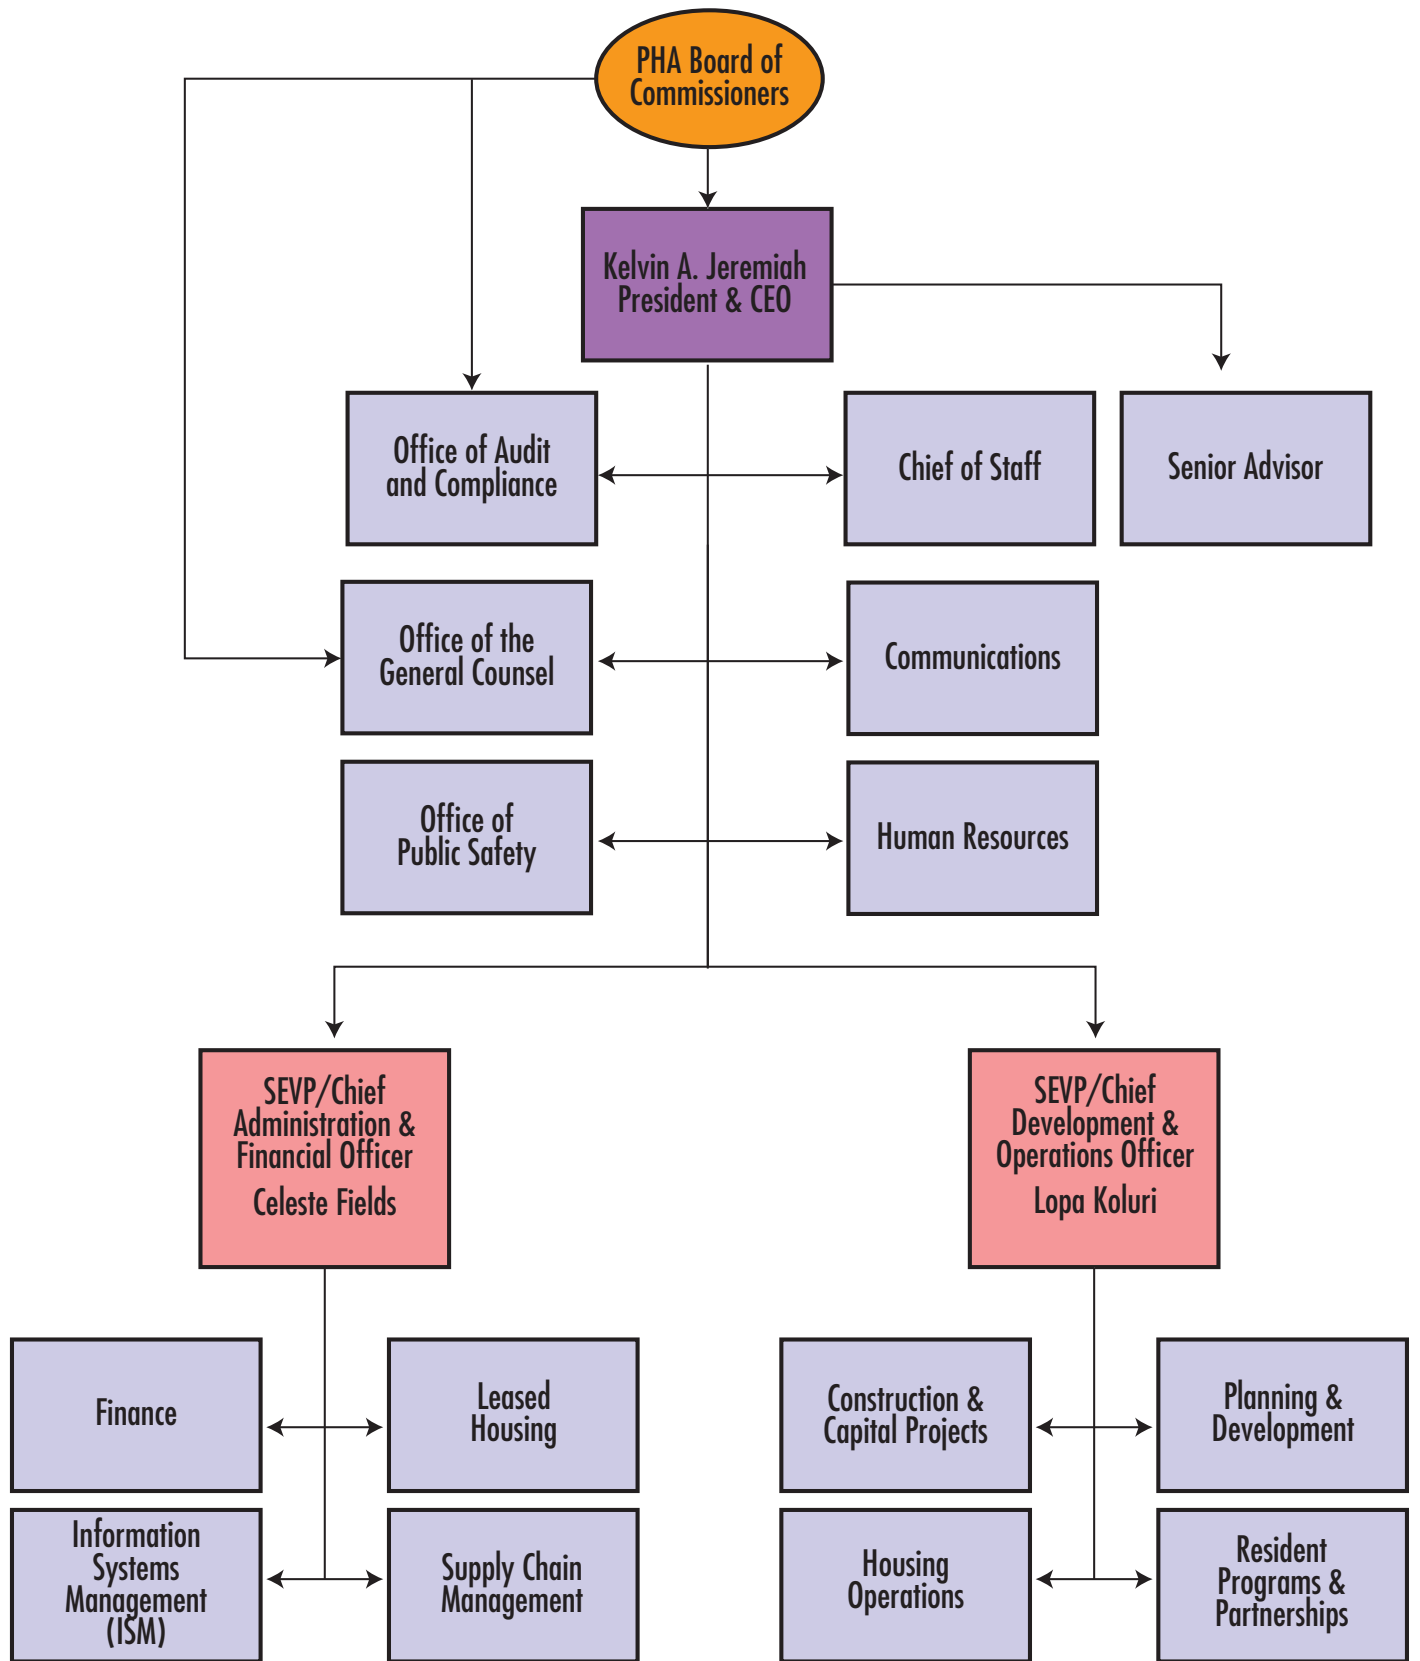 PHA Board of
Commissioners
Kelvin A. Jeremiah
President & CEO
Office of Audit
and Compliance
Chief of Staff
Senior Advisor
Office of the
General Counsel
Communications
Office of
Public Safety
Human Resources
SEVP/Chief
Administration &
Financial Officer
Celeste Fields
SEVP/Chief
Development &
Operations Officer
Lopa Koluri
Finance
Leased
Housing
Construction &
Capital Projects
Planning &
Development
Information
Systems
Management
(ISM)
Supply Chain
Management
Housing
Operations
Resident
Programs &
Partnerships